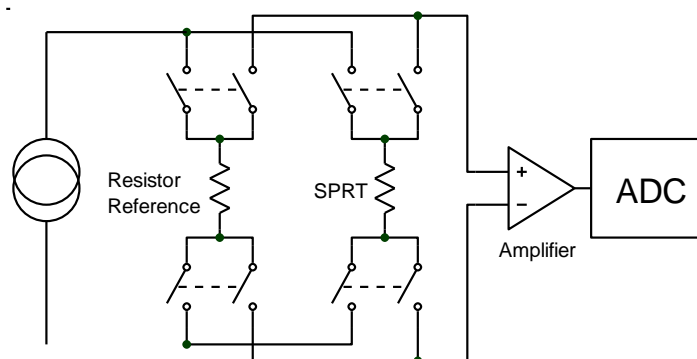 Resistor
Reference
SPRT
+
−
Amplifier
ADC